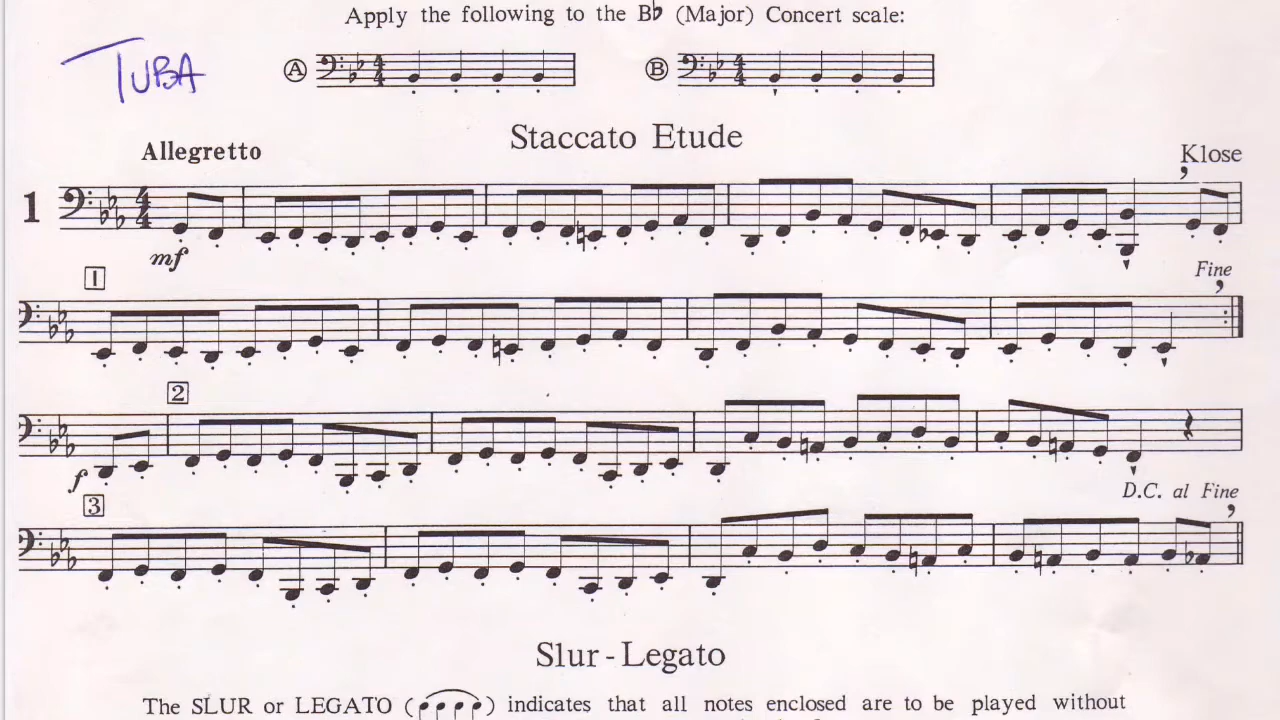 Apply the following to the B♭ (Major) Concert scale:
TUBA
Ⓐ Ⓑ
Staccato Etude
Allegretto
Klose
1
mf
1
Fine
2
f
D.C. al Fine
3
Slur - Legato
The SLUR or LEGATO ( ) indicates that all notes enclosed are to be played without